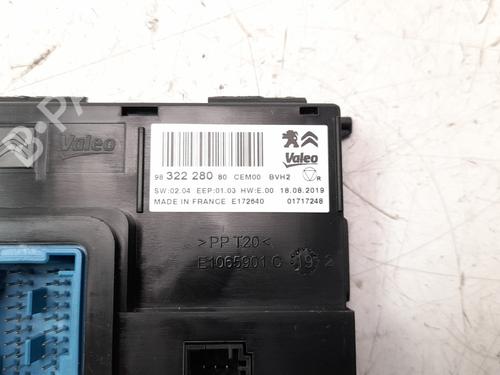 Valeo
98 322 280 80 CEM00 BVH2 R
SW:02.04 EEP:01.03 HW:E.00 18.08.2019
MADE IN FRANCE E172640 01717248
>PP T20<
E1065901 C 19 2
Valeo
B-PA